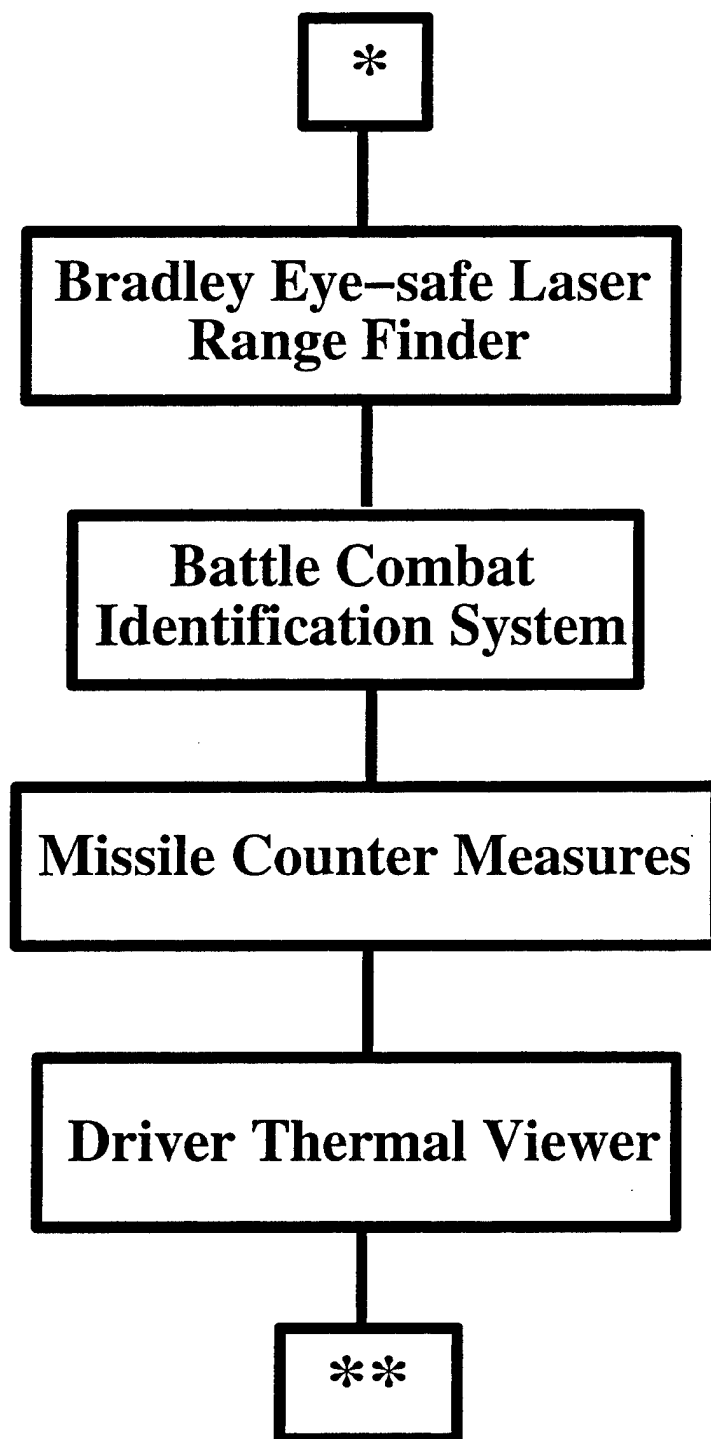 *
Bradley Eye–safe Laser
Range Finder
Battle Combat
Identification System
Missile Counter Measures
Driver Thermal Viewer
**